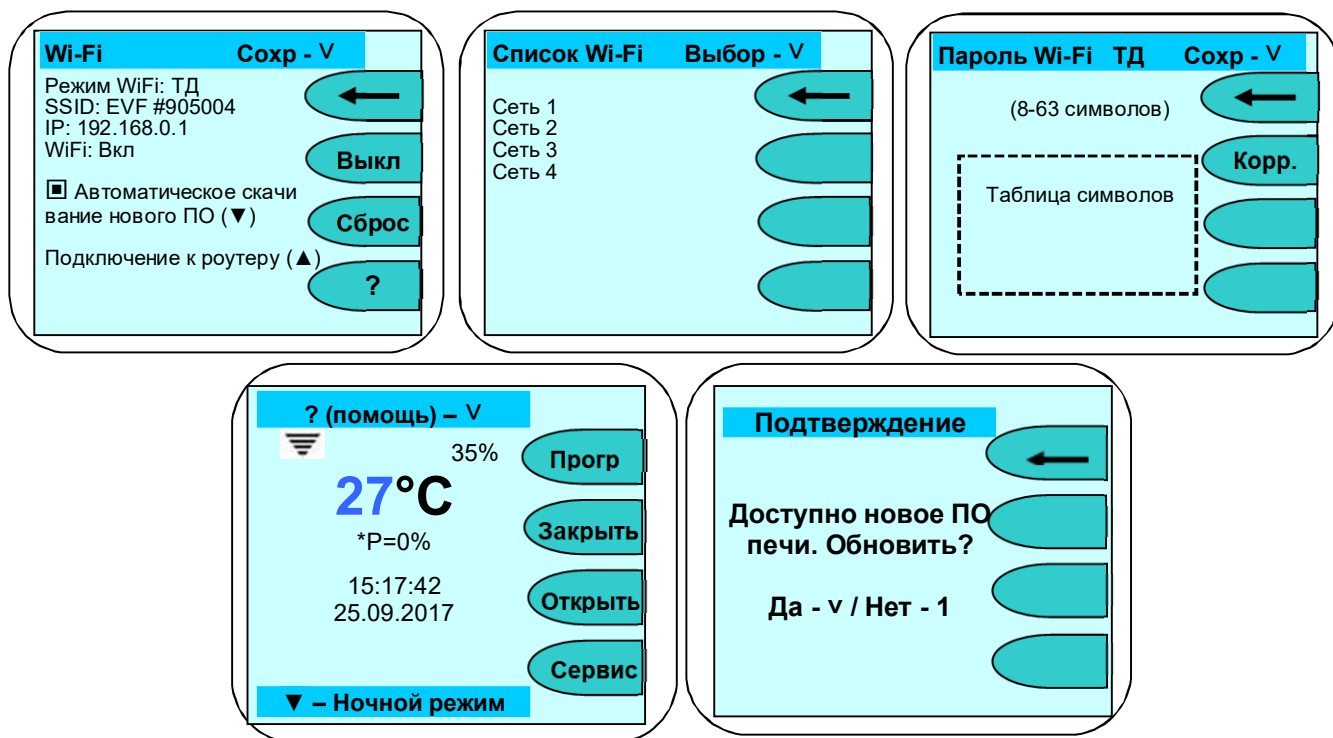 Wi-Fi Сохр - V
Режим WiFi: ТД
SSID: EVF #905004
IP: 192.168.0.1
WiFi: Вкл
Выкл
Автоматическое скачи
вание нового ПО (▼)
Сброс
Подключение к роутеру (▲)
?
Список Wi-Fi Выбор - V
Сеть 1
Сеть 2
Сеть 3
Сеть 4
Пароль Wi-Fi ТД Сохр - V
(8-63 символов)
Корр.
Таблица символов
? (помощь) – V
35%
Прогр
27°C
Закрыть
*P=0%
15:17:42
Открыть
25.09.2017
Сервис
▼ – Ночной режим
Подтверждение
Доступно новое ПО
печи. Обновить?
Да - v / Нет - 1